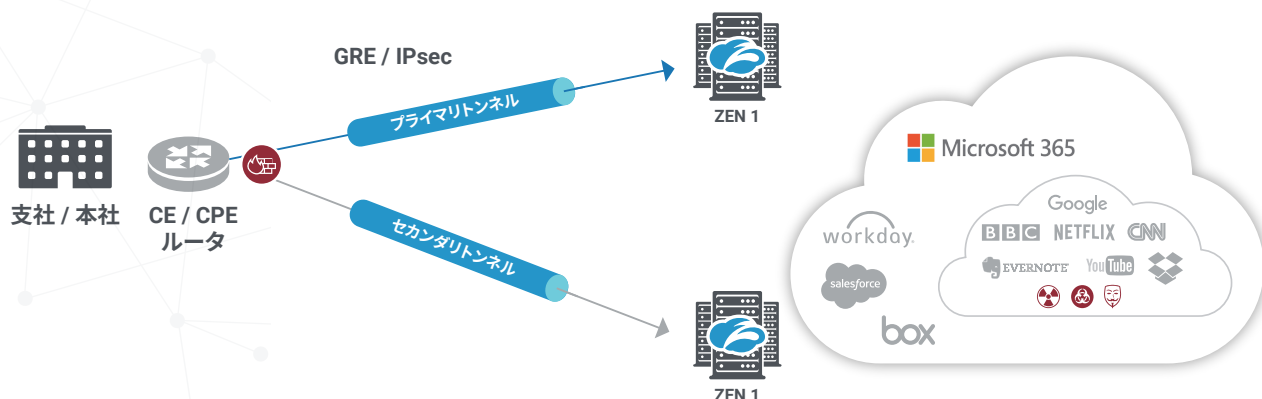 GRE / IPsec
プライマリトンネル
ZEN 1
支社 / 本社
CE / CPE
ルータ
セカンダリトンネル
ZEN 1
Microsoft 365
Google
workday.
BBC NETFLIX CNN
EVERNOTE YouTube
salesforce
box